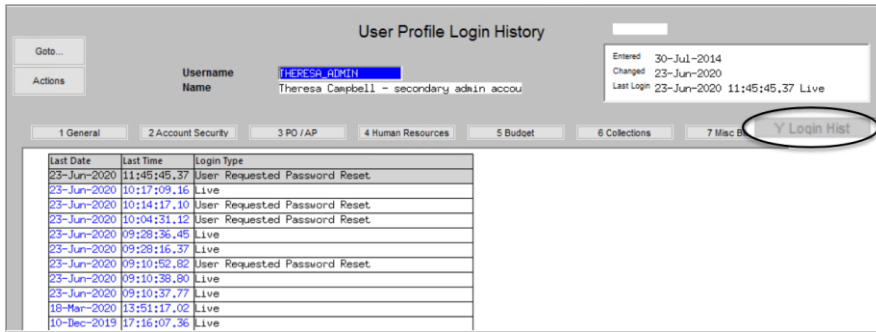 User Profile Login History
Goto...
Actions
Username THERESA_ADMIN
Name Theresa Campbell - secondary admin accou
Entered 30-Jul-2014
Changed 23-Jun-2020
Last Login 23-Jun-2020 11:45:45.37 Live
1 General 2 Account Security 3 PO / AP 4 Human Resources 5 Budget 6 Collections 7 Misc B Y Login Hist
Last Date Last Time Login Type
23-Jun-2020 11:45:45.37 User Requested Password Reset
23-Jun-2020 10:17:09.16 Live
23-Jun-2020 10:14:17.10 User Requested Password Reset
23-Jun-2020 10:04:31.12 User Requested Password Reset
23-Jun-2020 09:28:36.45 Live
23-Jun-2020 09:28:16.37 Live
23-Jun-2020 09:10:52.82 User Requested Password Reset
23-Jun-2020 09:10:38.80 Live
23-Jun-2020 09:10:37.77 Live
18-Mar-2020 13:51:17.02 Live
10-Dec-2019 17:16:07.36 Live